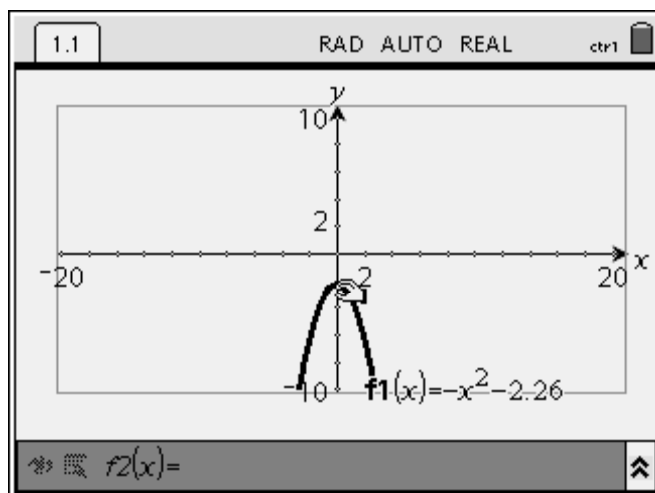 1.1 RAD AUTO REAL ctrl
y
10
2
-20 2 20 x
-10 f1(x)=-x²-2.26
f2(x)=